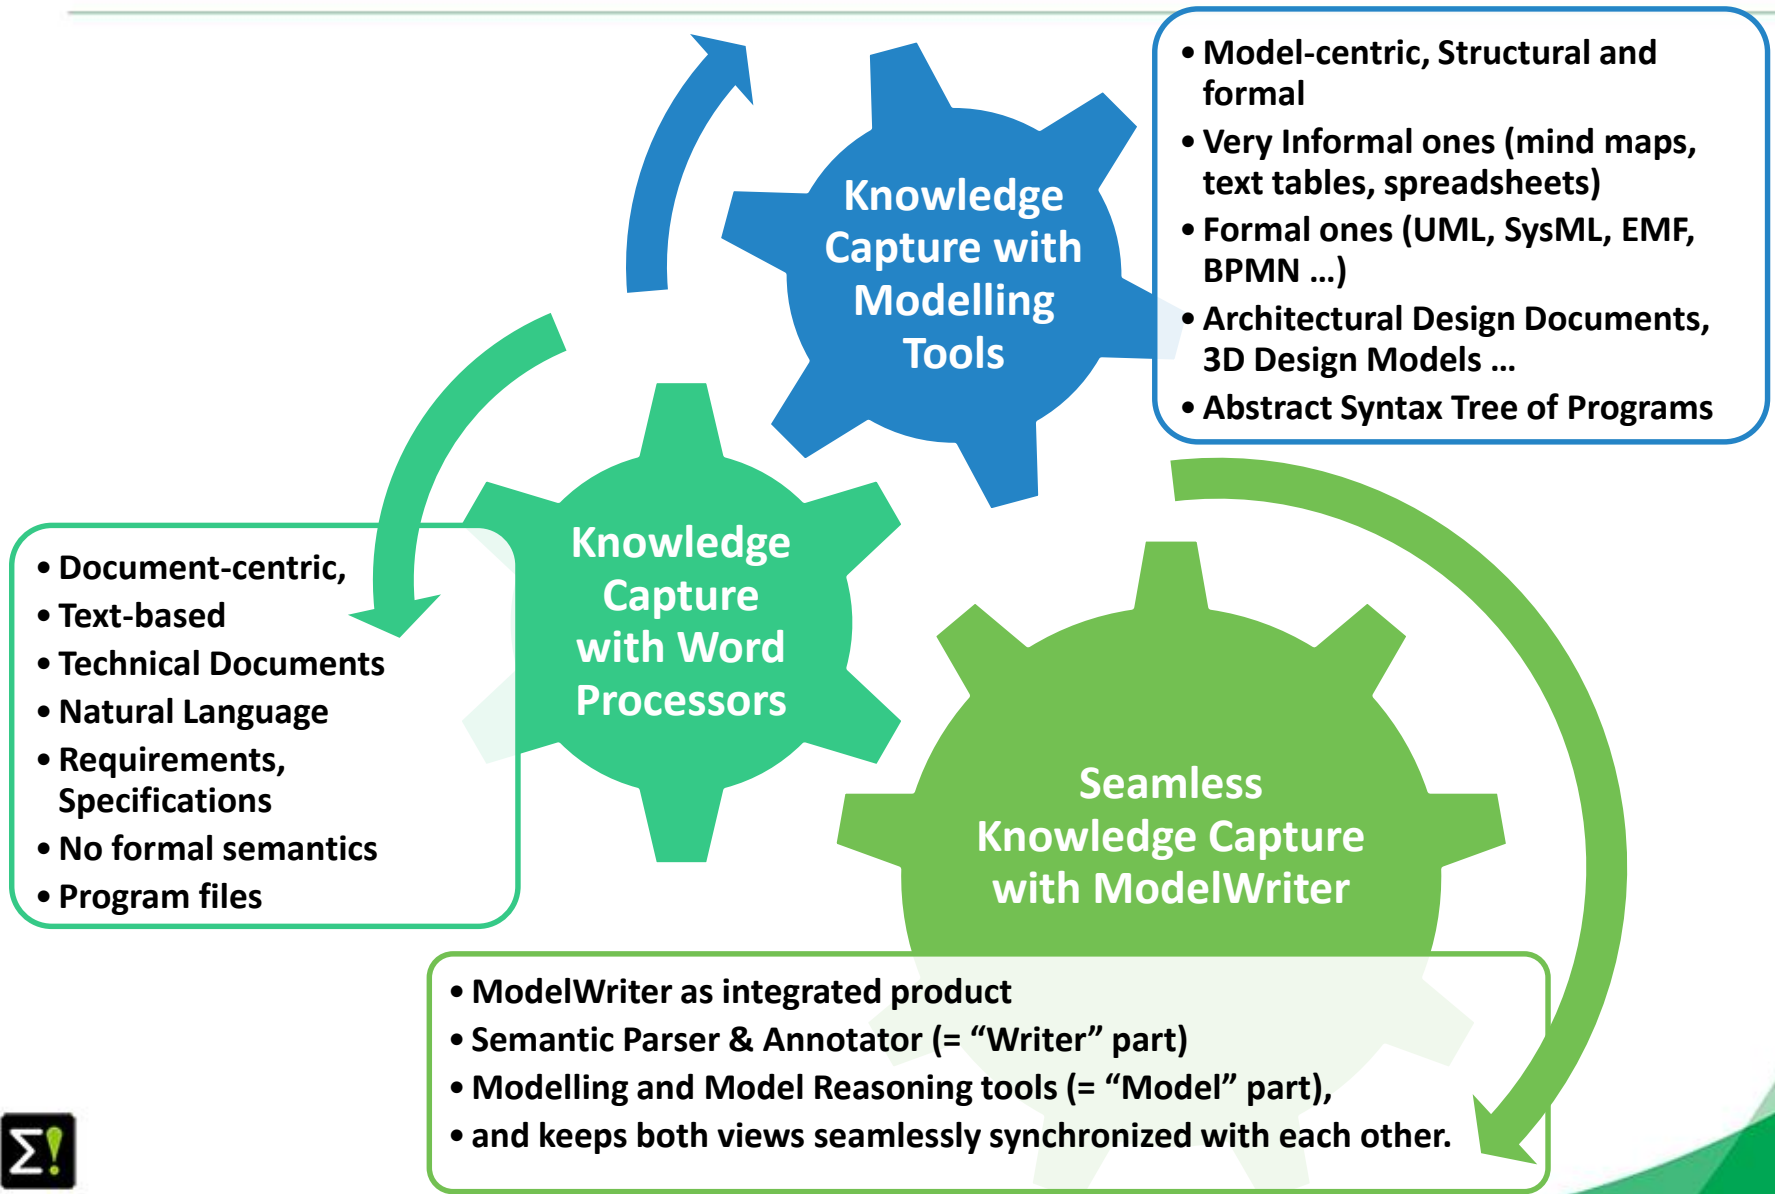 Knowledge
Capture with
Modelling
Tools
• Model-centric, Structural and
formal
• Very Informal ones (mind maps,
text tables, spreadsheets)
• Formal ones (UML, SysML, EMF,
BPMN ...)
• Architectural Design Documents,
3D Design Models ...
• Abstract Syntax Tree of Programs
Knowledge
Capture
with Word
Processors
• Document-centric,
• Text-based
• Technical Documents
• Natural Language
• Requirements,
Specifications
• No formal semantics
• Program files
Seamless
Knowledge Capture
with ModelWriter
• ModelWriter as integrated product
• Semantic Parser & Annotator (= “Writer” part)
• Modelling and Model Reasoning tools (= “Model” part),
• and keeps both views seamlessly synchronized with each other.
Σ!